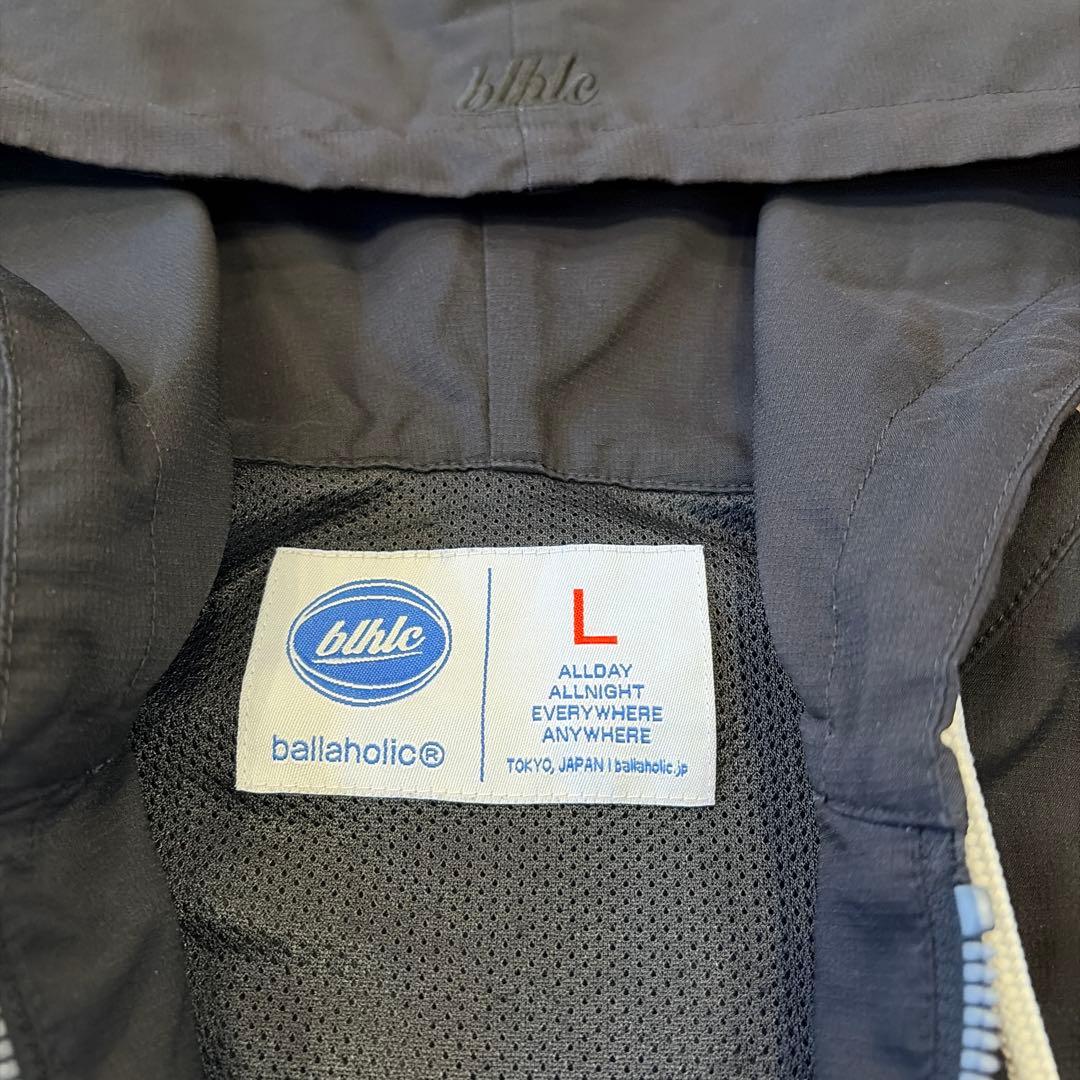 blhlc
blhlc
ballaholic®
L
ALLDAY
ALLNIGHT
EVERYWHERE
ANYWHERE
TOKYO, JAPAN | ballaholic.jp